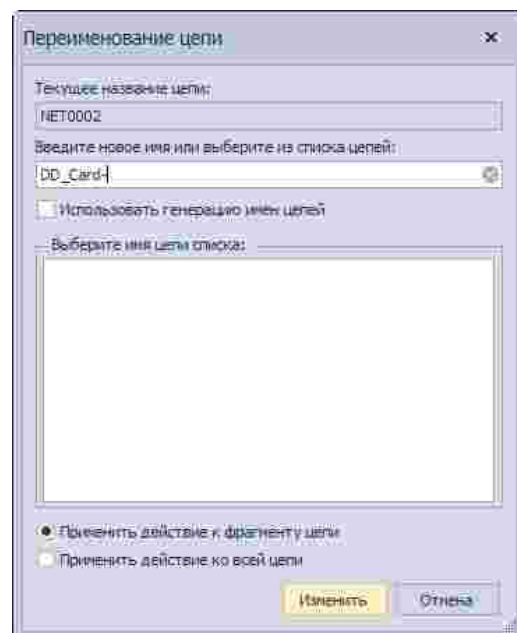 Переименование цепи
Текущее название цепи:
NET0002
Введите новое имя или выберите из списка цепей:
DD_Card-
Использовать генерацию имен цепей
Выберите имя цепи списка:
Применить действие к фрагменту цепи
Применить действие ко всей цепи
Изменить Отмена